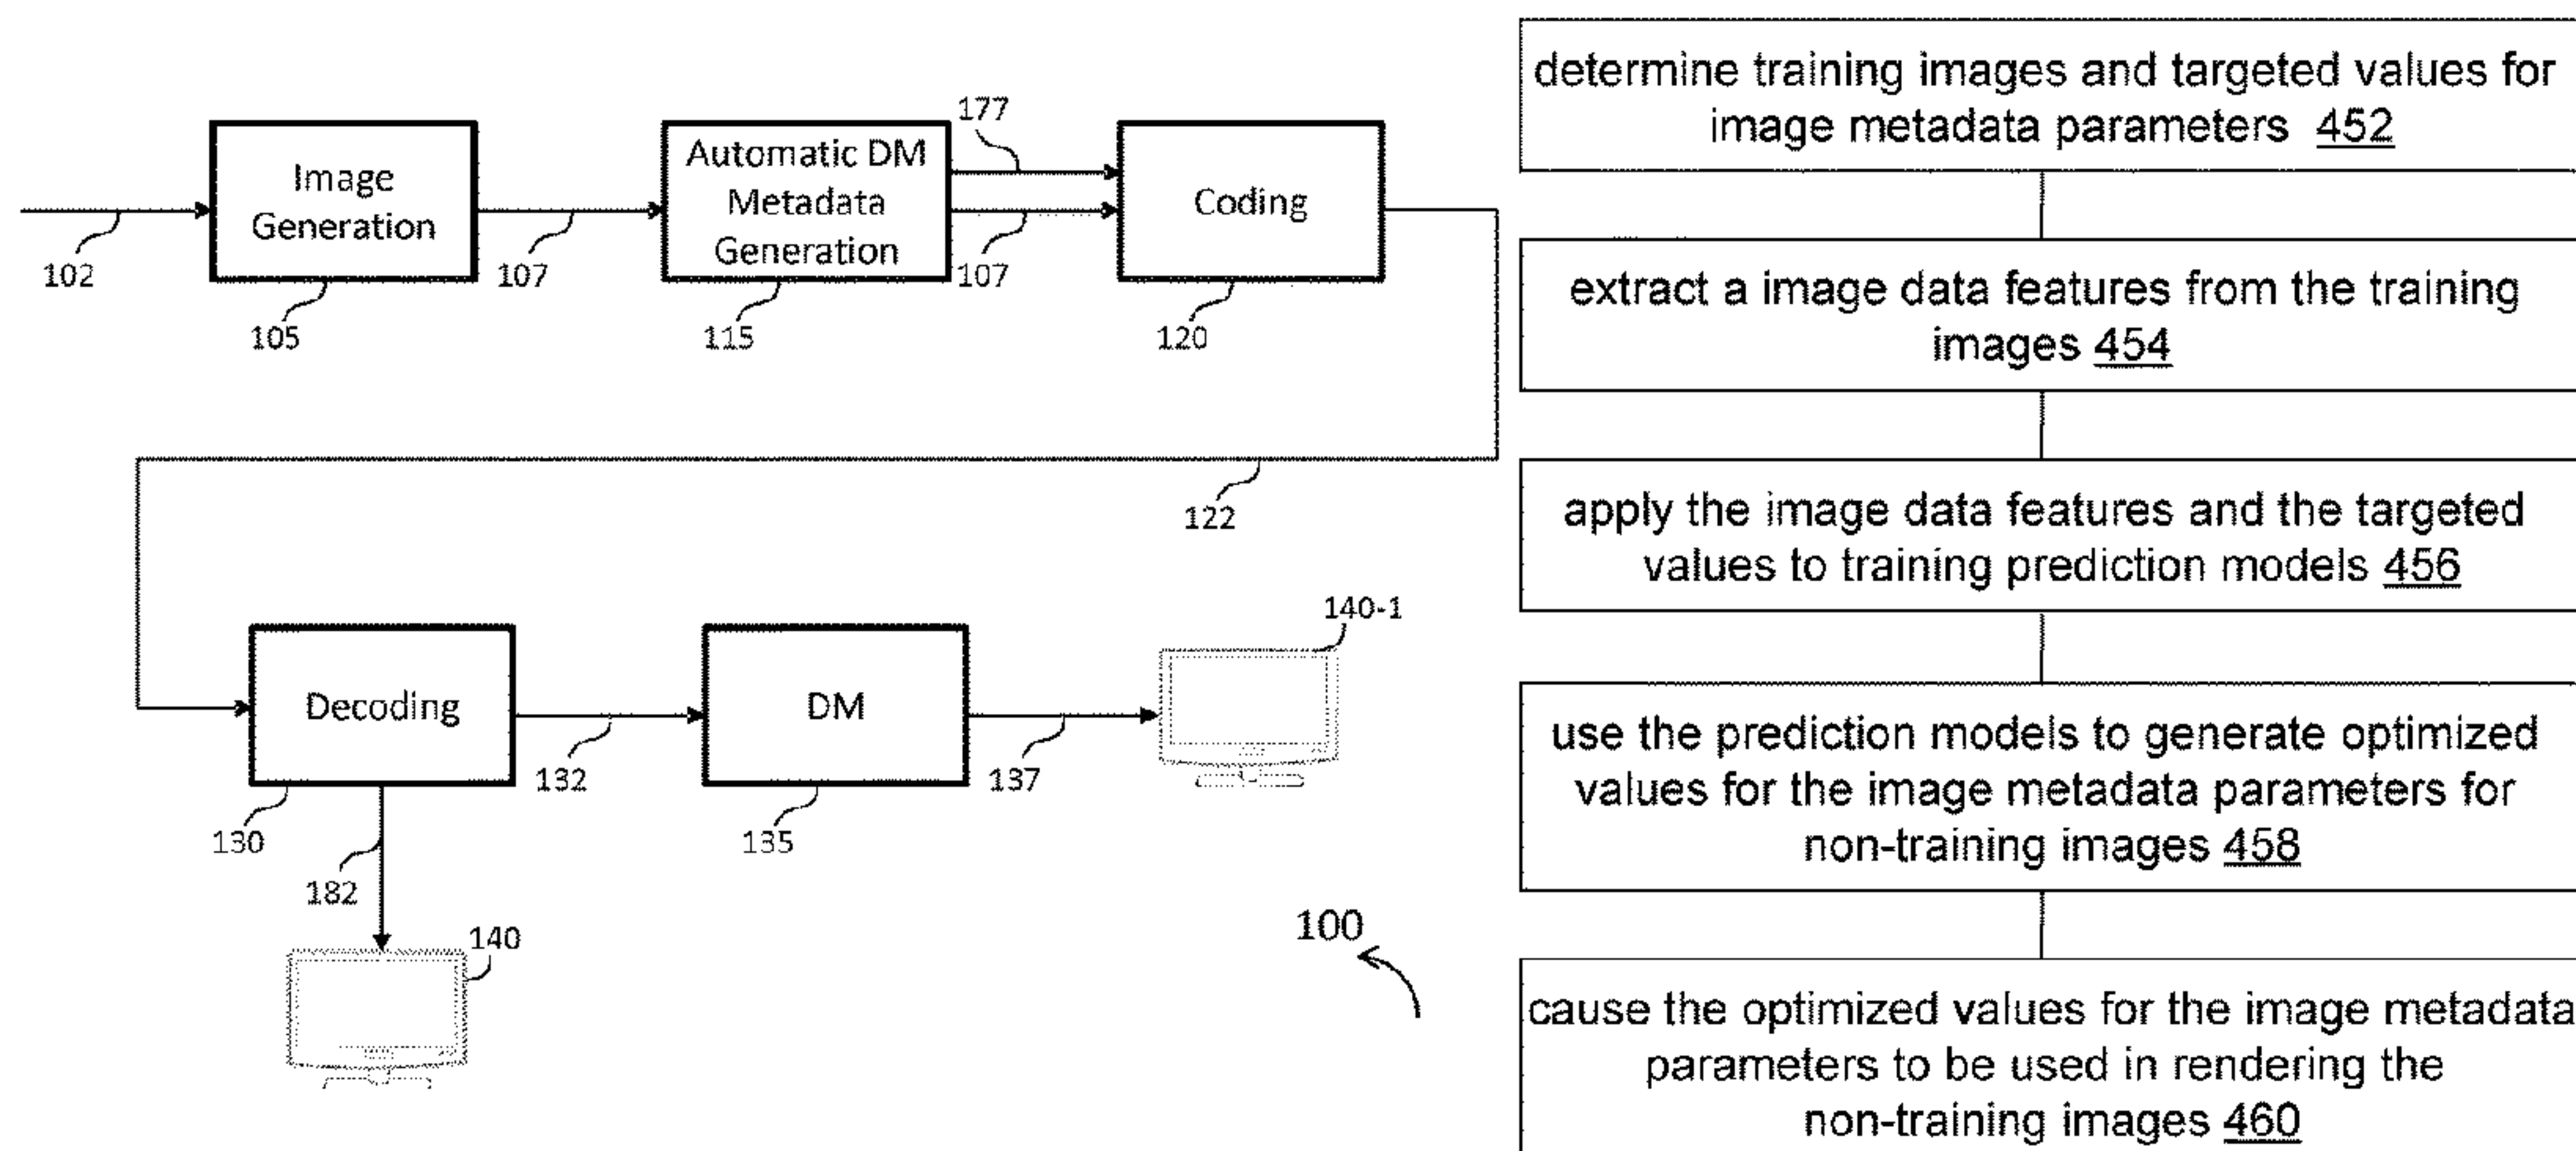 177
Image
Generation
Automatic DM
Metadata
Generation
Coding
102
107
107
105
115
120
122
Decoding
DM
140-1
132
137
130
135
182
140
100
determine training images and targeted values for
image metadata parameters 452
extract a image data features from the training
images 454
apply the image data features and the targeted
values to training prediction models 456
use the prediction models to generate optimized
values for the image metadata parameters for
non-training images 458
cause the optimized values for the image metadata
parameters to be used in rendering the
non-training images 460